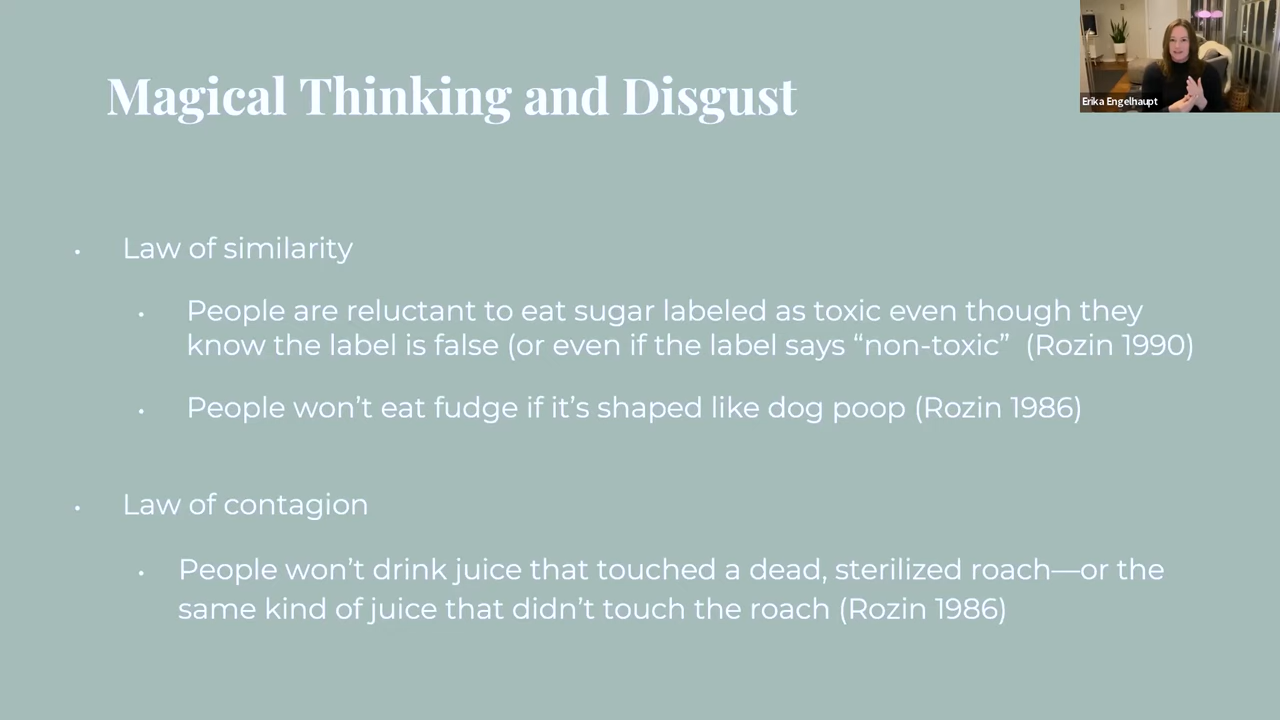 Magical Thinking and Disgust
Erika Engelhaupt
• Law of similarity
• People are reluctant to eat sugar labeled as toxic even though they
know the label is false (or even if the label says “non-toxic”  (Rozin 1990)
• People won’t eat fudge if it’s shaped like dog poop (Rozin 1986)
• Law of contagion
• People won’t drink juice that touched a dead, sterilized roach—or the
same kind of juice that didn’t touch the roach (Rozin 1986)